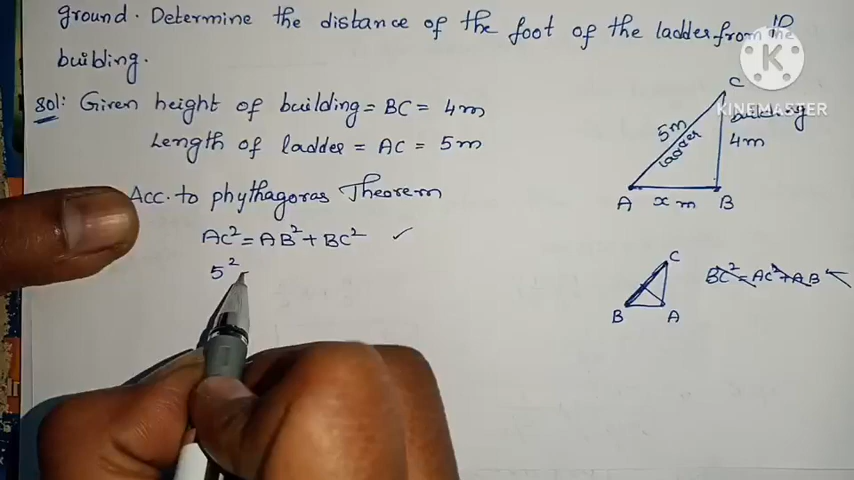 ground. Determine the distance of the foot of the ladder from the
building.
Sol: Given height of building = BC = 4m
Length of ladder = AC = 5m
Acc. to phythagoras Theorem
AC² = AB² + BC² ✓
5² =
C
5m
ladder
building
4m
A x m B
C
B A
BC² = AC² + AB
KINEMASTER